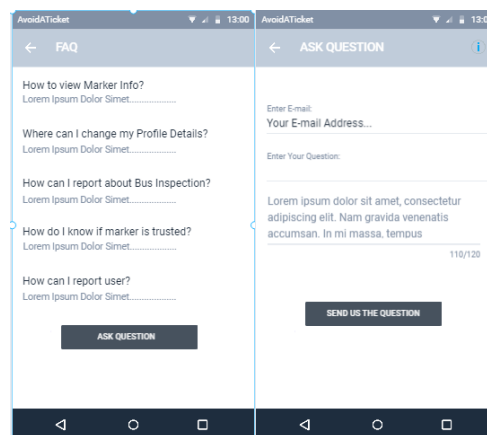 AvoidATicket 13:00
FAQ
How to view Marker Info?
Lorem Ipsum Dolor Simet....................
Where can I change my Profile Details?
Lorem Ipsum Dolor Simet....................
How can I report about Bus Inspection?
Lorem Ipsum Dolor Simet....................
How do I know if marker is trusted?
Lorem Ipsum Dolor Simet....................
How can I report user?
Lorem Ipsum Dolor Simet....................
ASK QUESTION
AvoidATicket 13:0
ASK QUESTION
Enter E-mail:
Your E-mail Address...
Enter Your Question:
Lorem ipsum dolor sit amet, consectetur
adipiscing elit. Nam gravida venenatis
accumsan. In mi massa, tempus
110/120
SEND US THE QUESTION